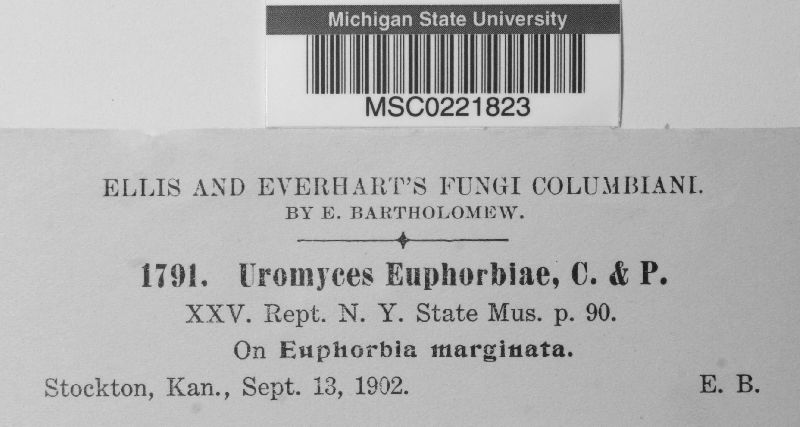 Michigan State University
MSC0221823
ELLIS AND EVERHART'S FUNGI COLUMBIANI.
BY E. BARTHOLOMEW.
1791. Uromyces Euphorbiae, C. & P.
XXV. Rept. N. Y. State Mus. p. 90.
On Euphorbia marginata.
Stockton, Kan., Sept. 13, 1902. E. B.